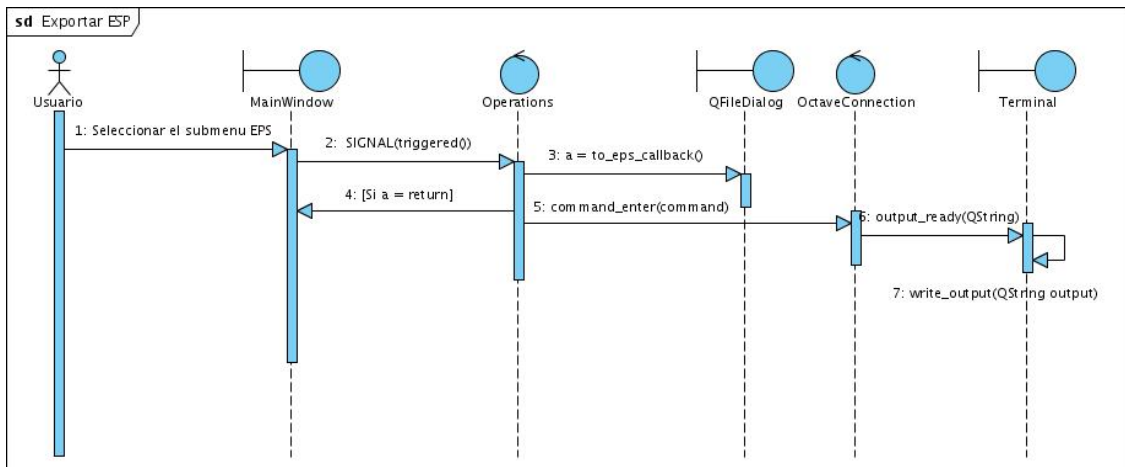 sd Exportar ESP
Usuario
MainWindow
Operations
QFileDialog
OctaveConnection
Terminal
1: Seleccionar el submenu EPS
2: SIGNAL(triggered())
3: a = to_eps_callback()
4: [Si a = return]
5: command_enter(command)
6: output_ready(QString)
7: write_output(QString output)